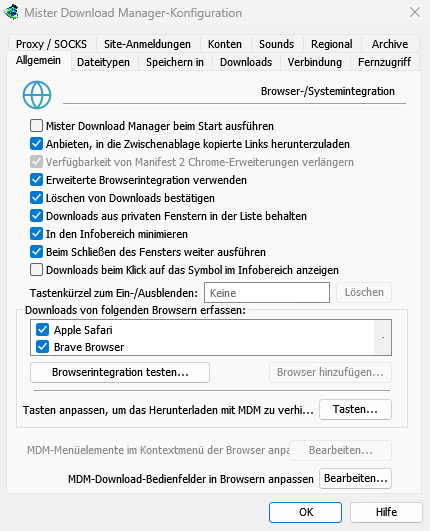 Mister Download Manager-Konfiguration
Proxy / SOCKS Site-Anmeldungen Konten Sounds Regional Archive
Allgemein Dateitypen Speichern in Downloads Verbindung Fernzugriff
Browser-/Systemintegration
Mister Download Manager beim Start ausführen
Anbieten, in die Zwischenablage kopierte Links herunterzuladen
Verfügbarkeit von Manifest 2 Chrome-Erweiterungen verlängern
Erweiterte Browserintegration verwenden
Löschen von Downloads bestätigen
Downloads aus privaten Fenstern in der Liste behalten
In den Infobereich minimieren
Beim Schließen des Fensters weiter ausführen
Downloads beim Klick auf das Symbol im Infobereich anzeigen
Tastenkürzel zum Ein-/Ausblenden: Keine Löschen
Downloads von folgenden Browsern erfassen:
Apple Safari
Brave Browser
Browserintegration testen... Browser hinzufügen...
Tasten anpassen, um das Herunterladen mit MDM zu verhi... Tasten...
MDM-Menüelemente im Kontextmenü der Browser anpa Bearbeiten...
MDM-Download-Bedienfelder in Browsern anpassen Bearbeiten...
OK Hilfe